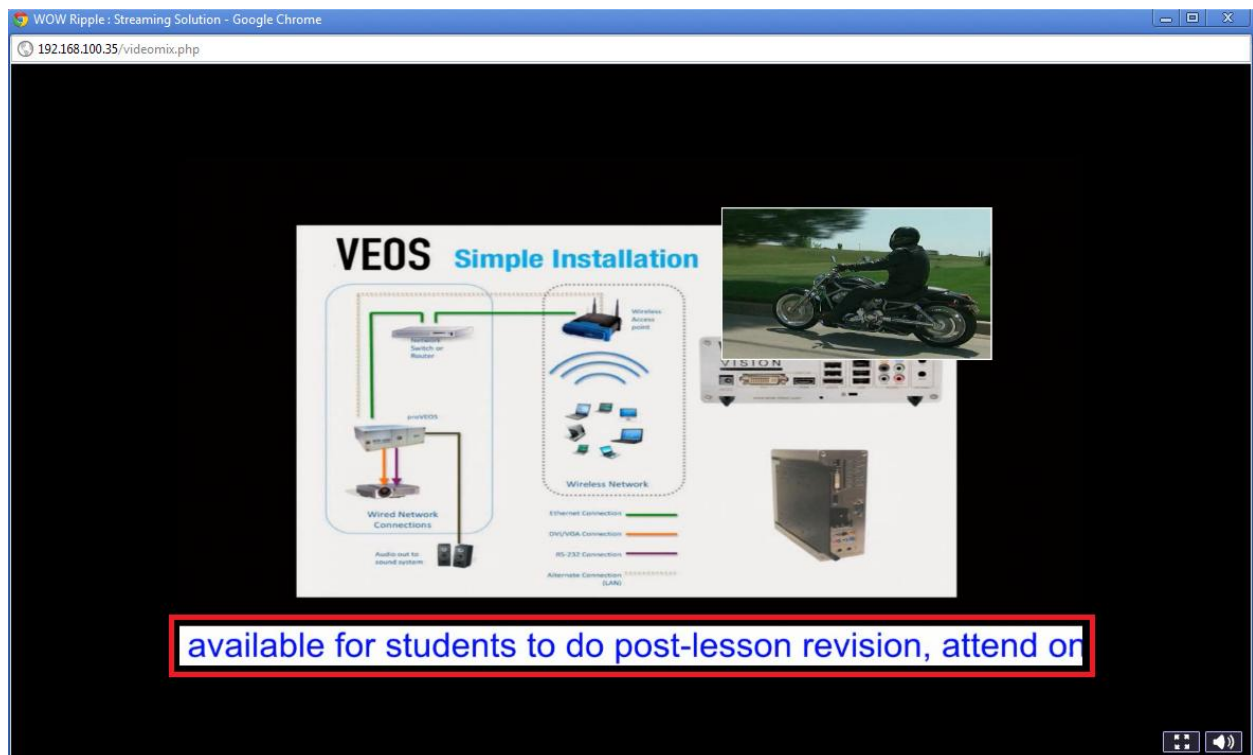 WOW Ripple : Streaming Solution - Google Chrome
192.168.100.35/videomix.php
VEOS Simple Installation
Wireless
Access
point
Network
Switch or
Router
proVEOS
VISION
Wireless Network
Wired Network
Connections
Ethernet Connection
DVI/VGA Connection
RS-232 Connection
Alternate Connection
(LAN)
Audio out to
sound system
available for students to do post-lesson revision, attend on